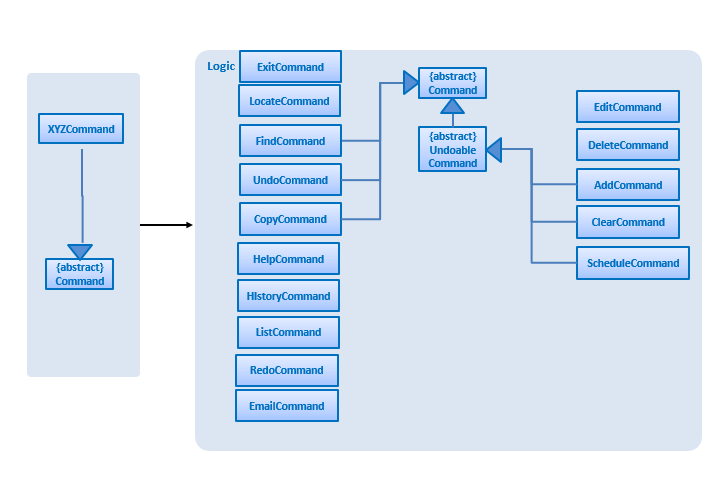 XYZCommand
{abstract}
Command
Logic
ExitCommand
LocateCommand
FindCommand
UndoCommand
CopyCommand
HelpCommand
HIstoryCommand
ListCommand
RedoCommand
EmailCommand
{abstract}
Command
{abstract}
Undoable
Command
EditCommand
DeleteCommand
AddCommand
ClearCommand
ScheduleCommand